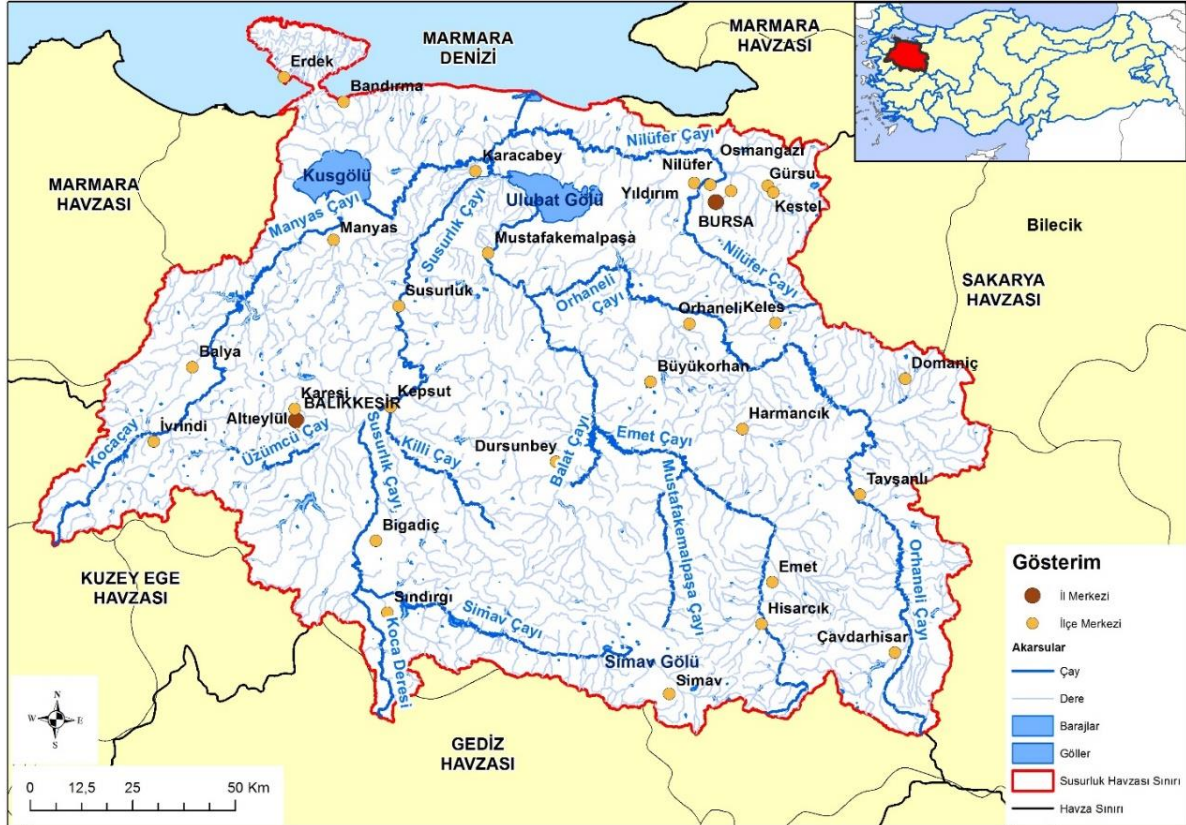 MARMARA
DENİZİ
MARMARA
HAVZASI
Erdek
Bandırma
Nilüfer Çayı
Osmangazi
Karacabey
Nilüfer
Gürsu
Kusgölü
Ulubat Gölü
Yıldırım
Kestel
MARMARA
HAVZASI
BURSA
Manyas Çayı
Susurlık Çayı
Manyas
Mustafakemalpaşa
Bilecik
Nilüfer Çayı
SAKARYA
HAVZASI
Susurluk
Orhaneli
Çayı
Orhaneli
Keles
Balya
Büyükorhan
Domaniç
Karesi
BALIKKEŞİR
Kepsut
Altıeylül
İvrindi
Kocaçay
Üzümcü Çay
Susurlık Çayı
Killi Çay
Dursunbey
Balat Çayı
Emet Çayı
Harmancık
Mustafakemalpaşa Çayı
Tavşanlı
Bigadiç
Orhaneli Çayı
KUZEY EGE
HAVZASI
Emet
Sındırgı
Hisarcık
Simav Çayı
Koca Deresi
Çavdarhisar
Simav Gölü
Simav
GEDİZ
HAVZASI
N
W
E
S
0 12,5 25 50 Km
Gösterim
İl Merkezi
İlçe Merkezi
Akarsular
Çay
Dere
Barajlar
Göller
Susurluk Havzası Sınırı
Havza Sınırı